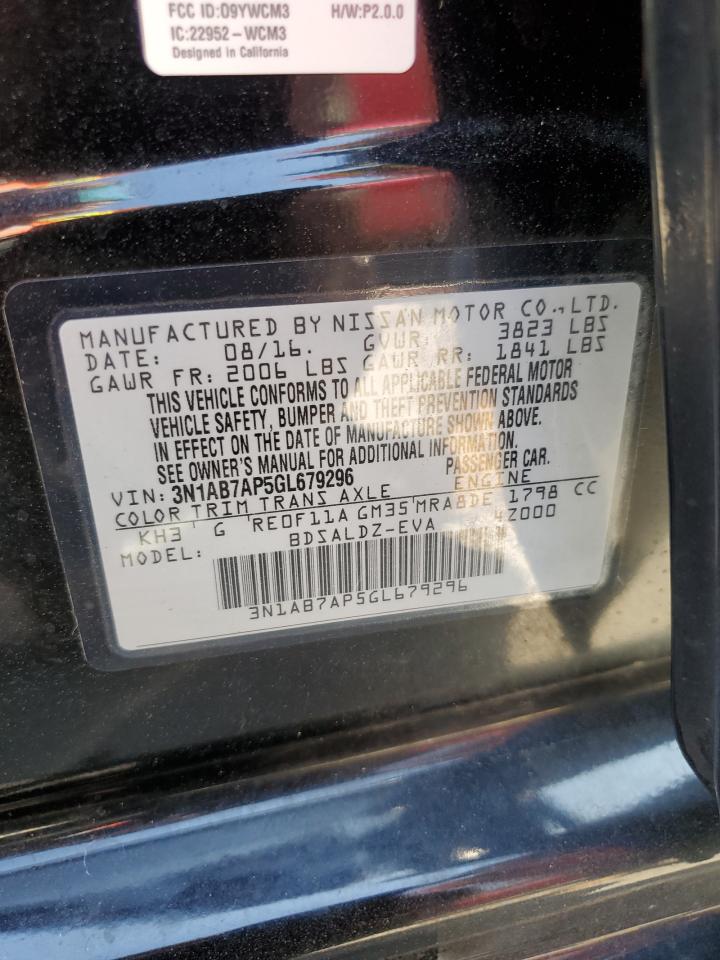 FCC ID:O9YWCM3 H/W:P2.0.0
IC:22952-WCM3
Designed in California
MANUFACTURED BY NISSAN MOTOR CO.,LTD.
DATE: 08/16. GVWR: 3823 LBS
GAWR FR: 2006 LBS GAWR RR: 1841 LBS
THIS VEHICLE CONFORMS TO ALL APPLICABLE FEDERAL MOTOR
VEHICLE SAFETY, BUMPER AND THEFT PREVENTION STANDARDS
IN EFFECT ON THE DATE OF MANUFACTURE SHOWN ABOVE.
SEE OWNER'S MANUAL FOR ADDITIONAL INFORMATION.
VIN: 3N1AB7AP5GL679296 PASSENGER CAR.
COLOR TRIM TRANS AXLE ENGINE
KH3 G RE0F11A GM35 MRA8DE 1798 CC
MODEL: BDSALDZ-EVA 4Z000
3N1AB7AP5GL679296